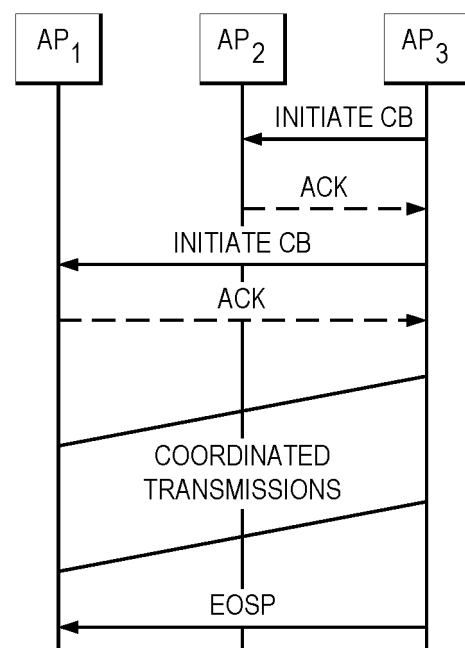 AP1 AP2 AP3
INITIATE CB
ACK
INITIATE CB
ACK
COORDINATED
TRANSMISSIONS
EOSP